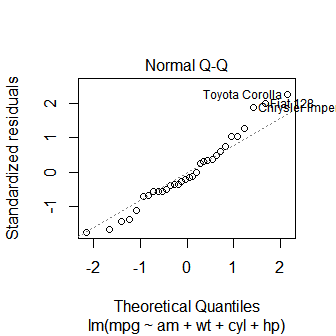 Normal Q-Q
Standardized residuals
2
1
0
-1
Toyota Corolla
Fiat 128
Chrysler Imper
-2
-1
0
1
2
Theoretical Quantiles
lm(mpg ~ am + wt + cyl + hp)